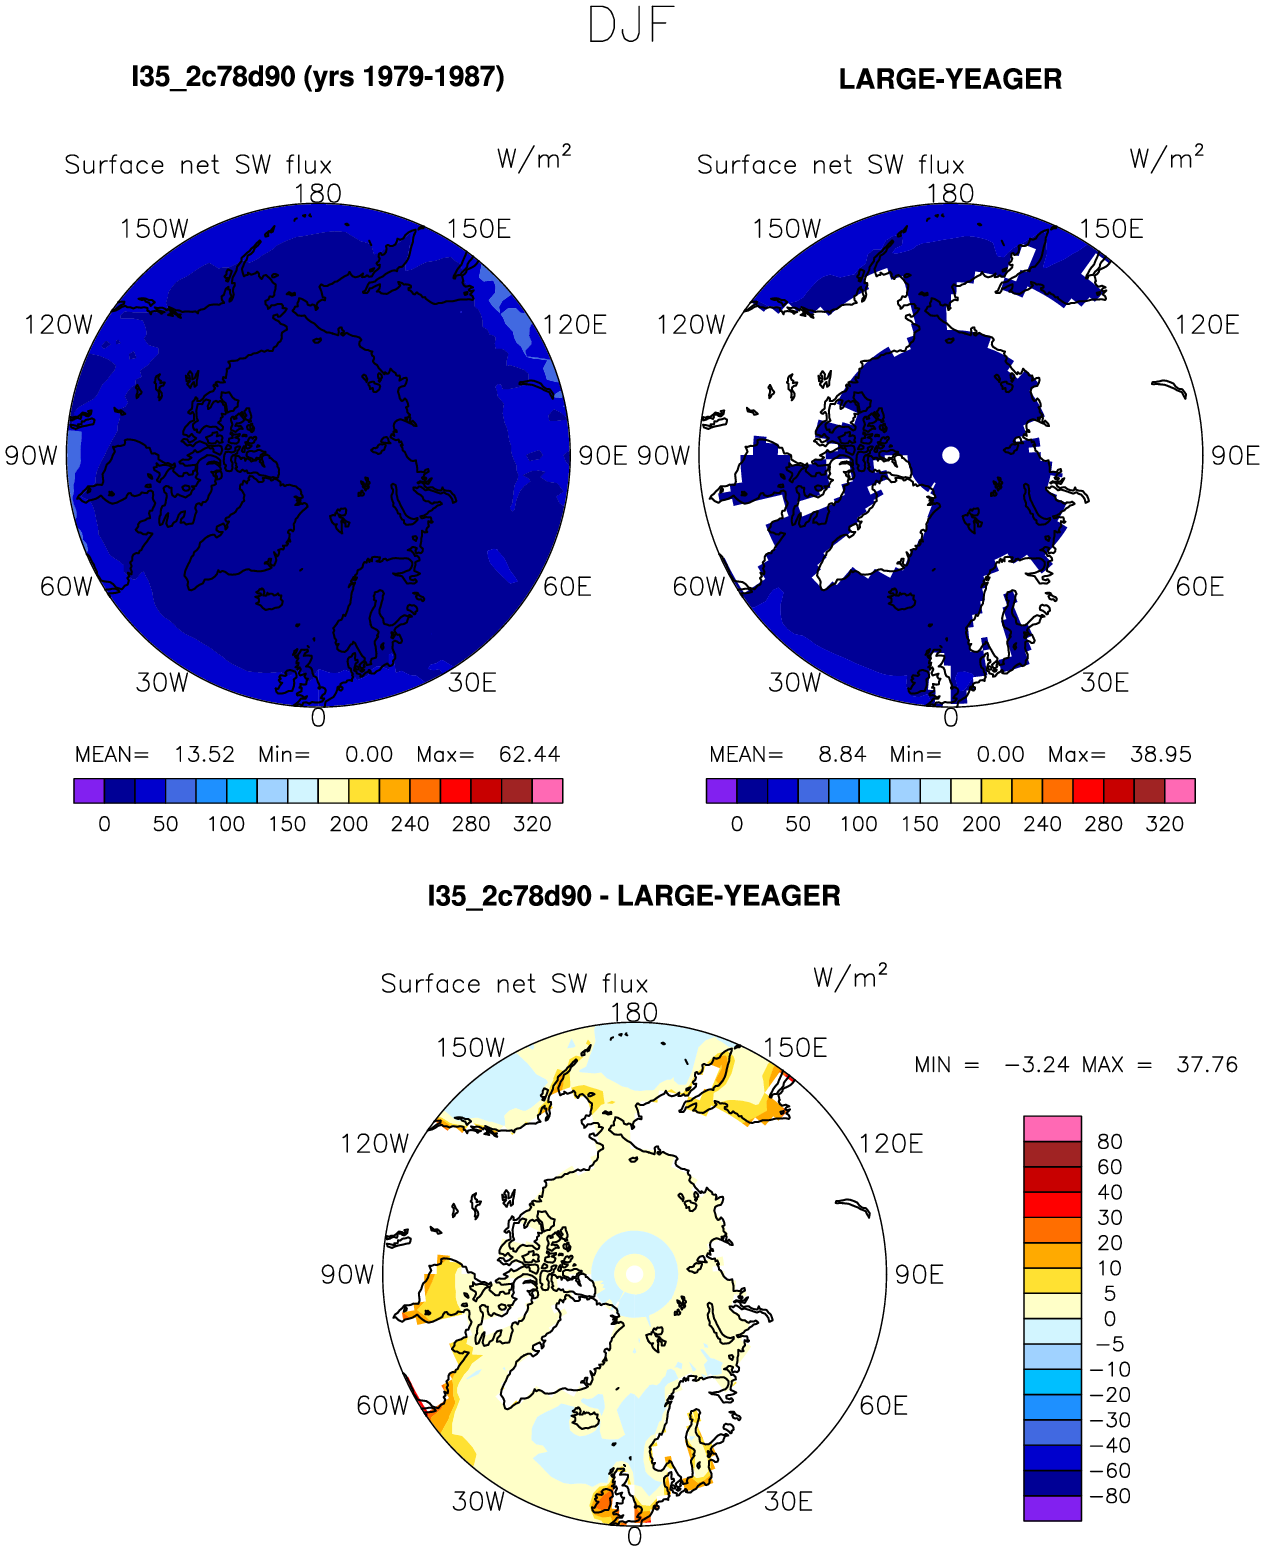 DJF
I35_2c78d90 (yrs 1979-1987)
LARGE-YEAGER
Surface net SW flux W/m2
Surface net SW flux W/m2
180
150W 150E
120W 120E
90W 90E
60W 60E
30W 30E
0
180
150W 150E
120W 120E
90W 90E
60W 60E
30W 30E
0
MEAN= 13.52 Min= 0.00 Max= 62.44
0 50 100 150 200 240 280 320
MEAN= 8.84 Min= 0.00 Max= 38.95
0 50 100 150 200 240 280 320
I35_2c78d90 - LARGE-YEAGER
Surface net SW flux W/m2
180
150W 150E
120W 120E
90W 90E
60W 60E
30W 30E
0
MIN = −3.24 MAX = 37.76
80
60
40
30
20
10
5
0
−5
−10
−20
−30
−40
−60
−80